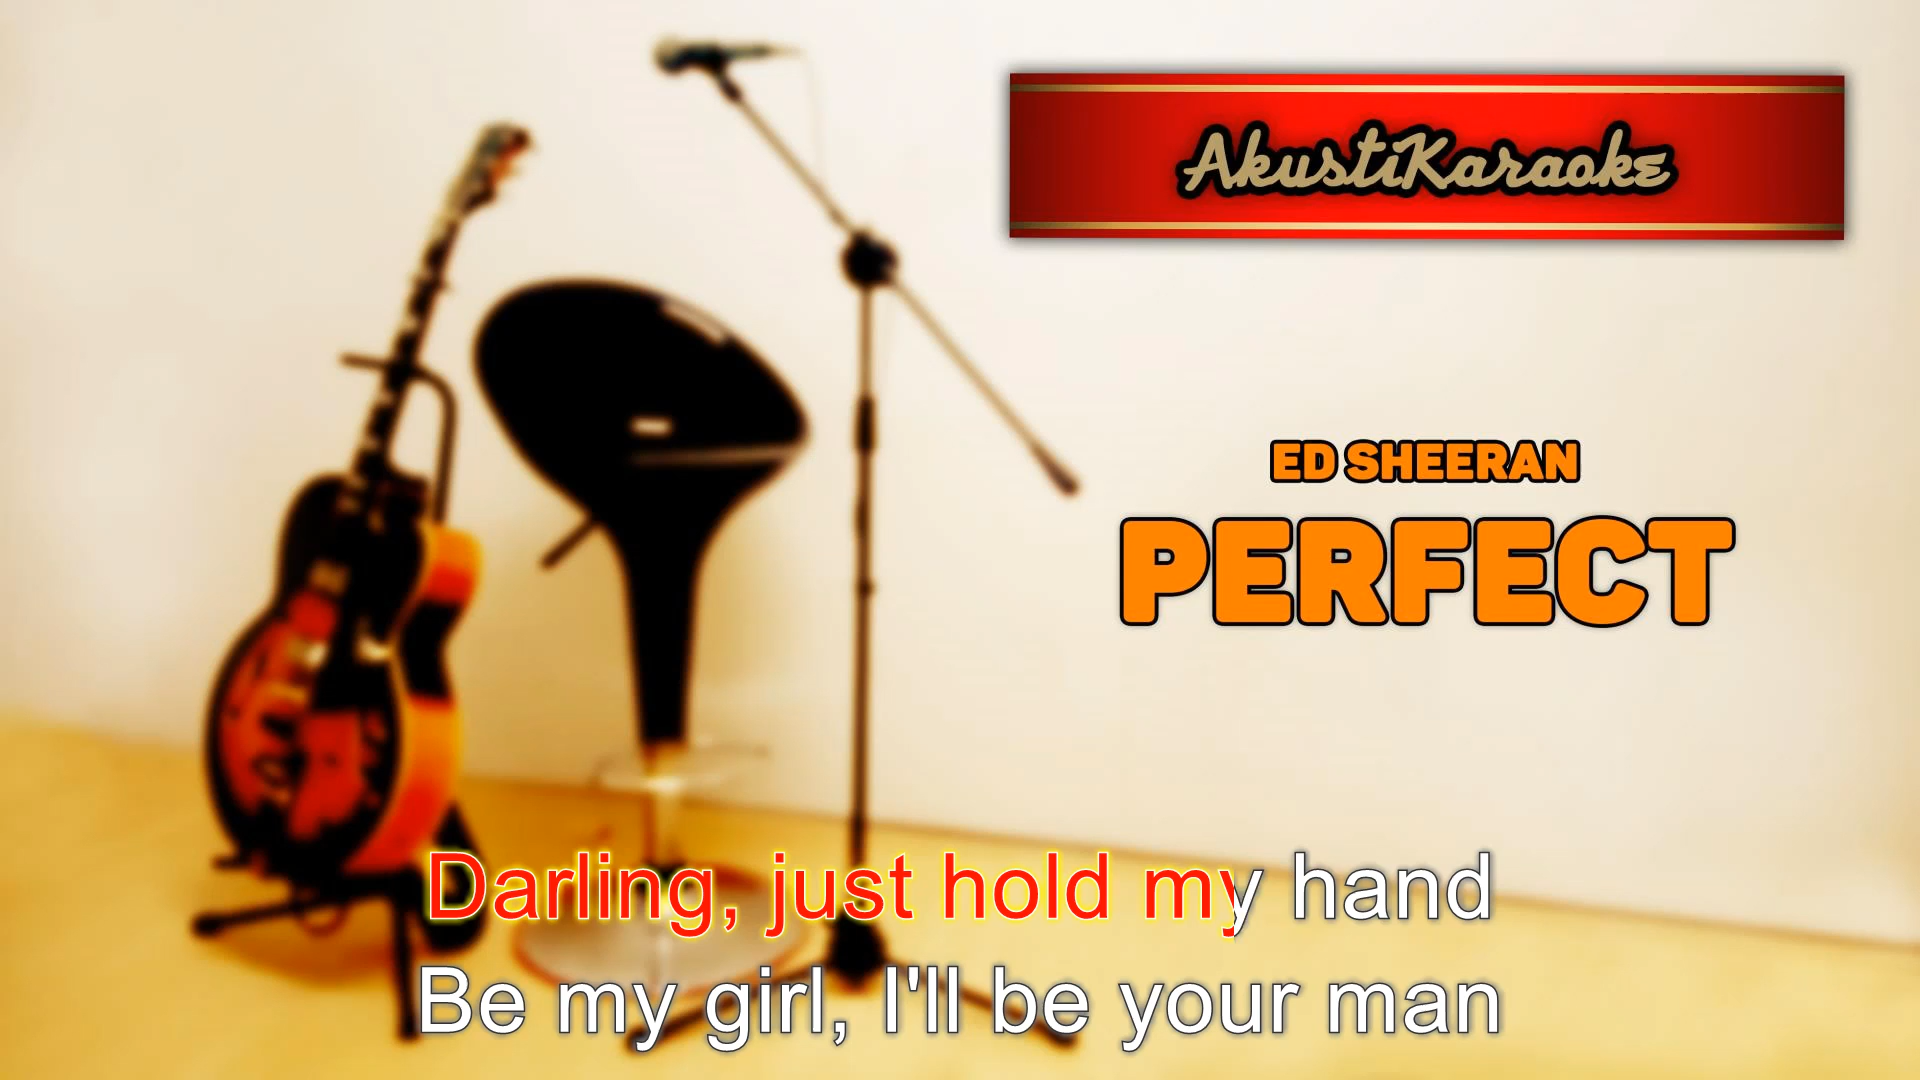 AkustiKaraoke
ED SHEERAN
PERFECT
Darling, just hold my hand
Be my girl, I'll be your man